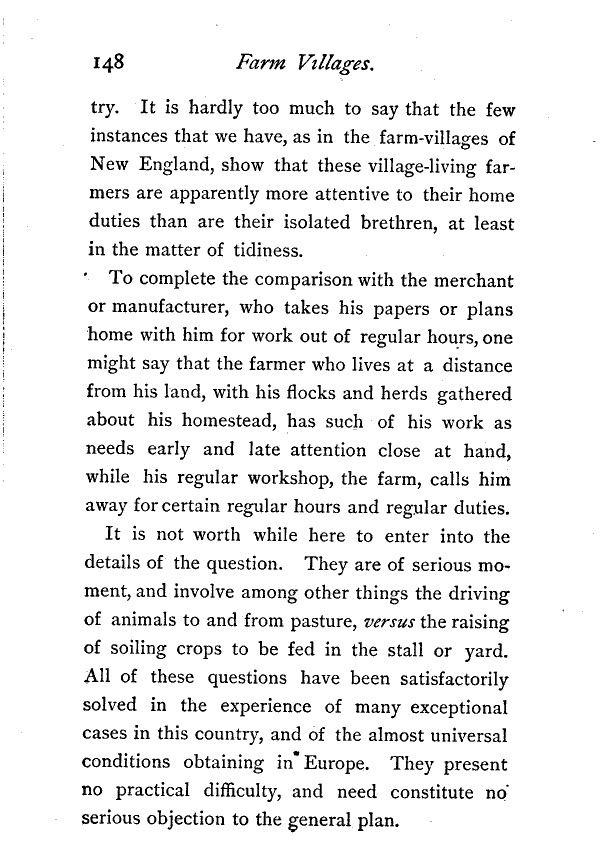 148 Farm Villages.
try. It is hardly too much to say that the few
instances that we have, as in the farm-villages of
New England, show that these village-living far-
mers are apparently more attentive to their home
duties than are their isolated brethren, at least
in the matter of tidiness.
To complete the comparison with the merchant
or manufacturer, who takes his papers or plans
home with him for work out of regular hours, one
might say that the farmer who lives at a distance
from his land, with his flocks and herds gathered
about his homestead, has such of his work as
needs early and late attention close at hand,
while his regular workshop, the farm, calls him
away for certain regular hours and regular duties.
It is not worth while here to enter into the
details of the question. They are of serious mo-
ment, and involve among other things the driving
of animals to and from pasture, versus the raising
of soiling crops to be fed in the stall or yard.
All of these questions have been satisfactorily
solved in the experience of many exceptional
cases in this country, and of the almost universal
conditions obtaining in Europe. They present
no practical difficulty, and need constitute no
serious objection to the general plan.